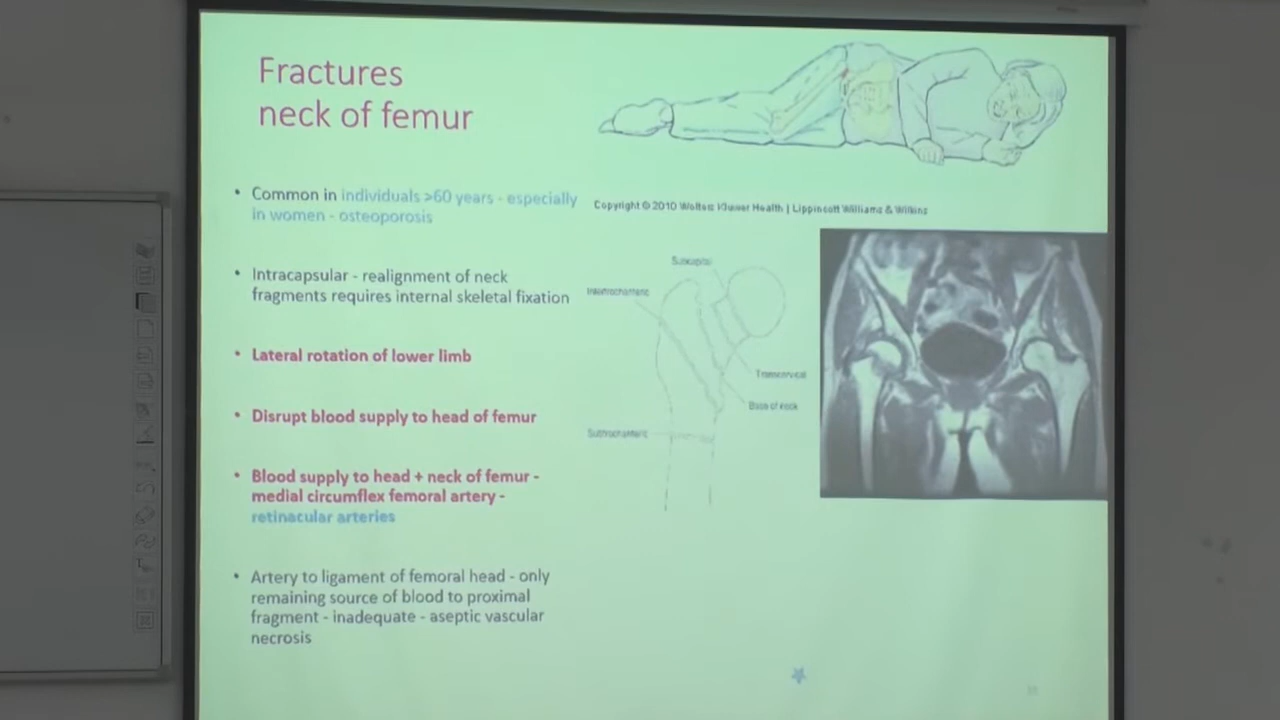 Fractures
neck of femur
• Common in individuals >60 years - especially
in women - osteoporosis
• Intracapsular - realignment of neck
fragments requires internal skeletal fixation
• Lateral rotation of lower limb
• Disrupt blood supply to head of femur
• Blood supply to head + neck of femur -
medial circumflex femoral artery -
retinacular arteries
• Artery to ligament of femoral head - only
remaining source of blood to proximal
fragment - inadequate - aseptic vascular
necrosis
Copyright © 2010 Wolters Kluwer Health | Lippincott Williams & Wilkins
Subcapital
Intertrochanteric
Transcervical
Base of neck
Subtrochanteric